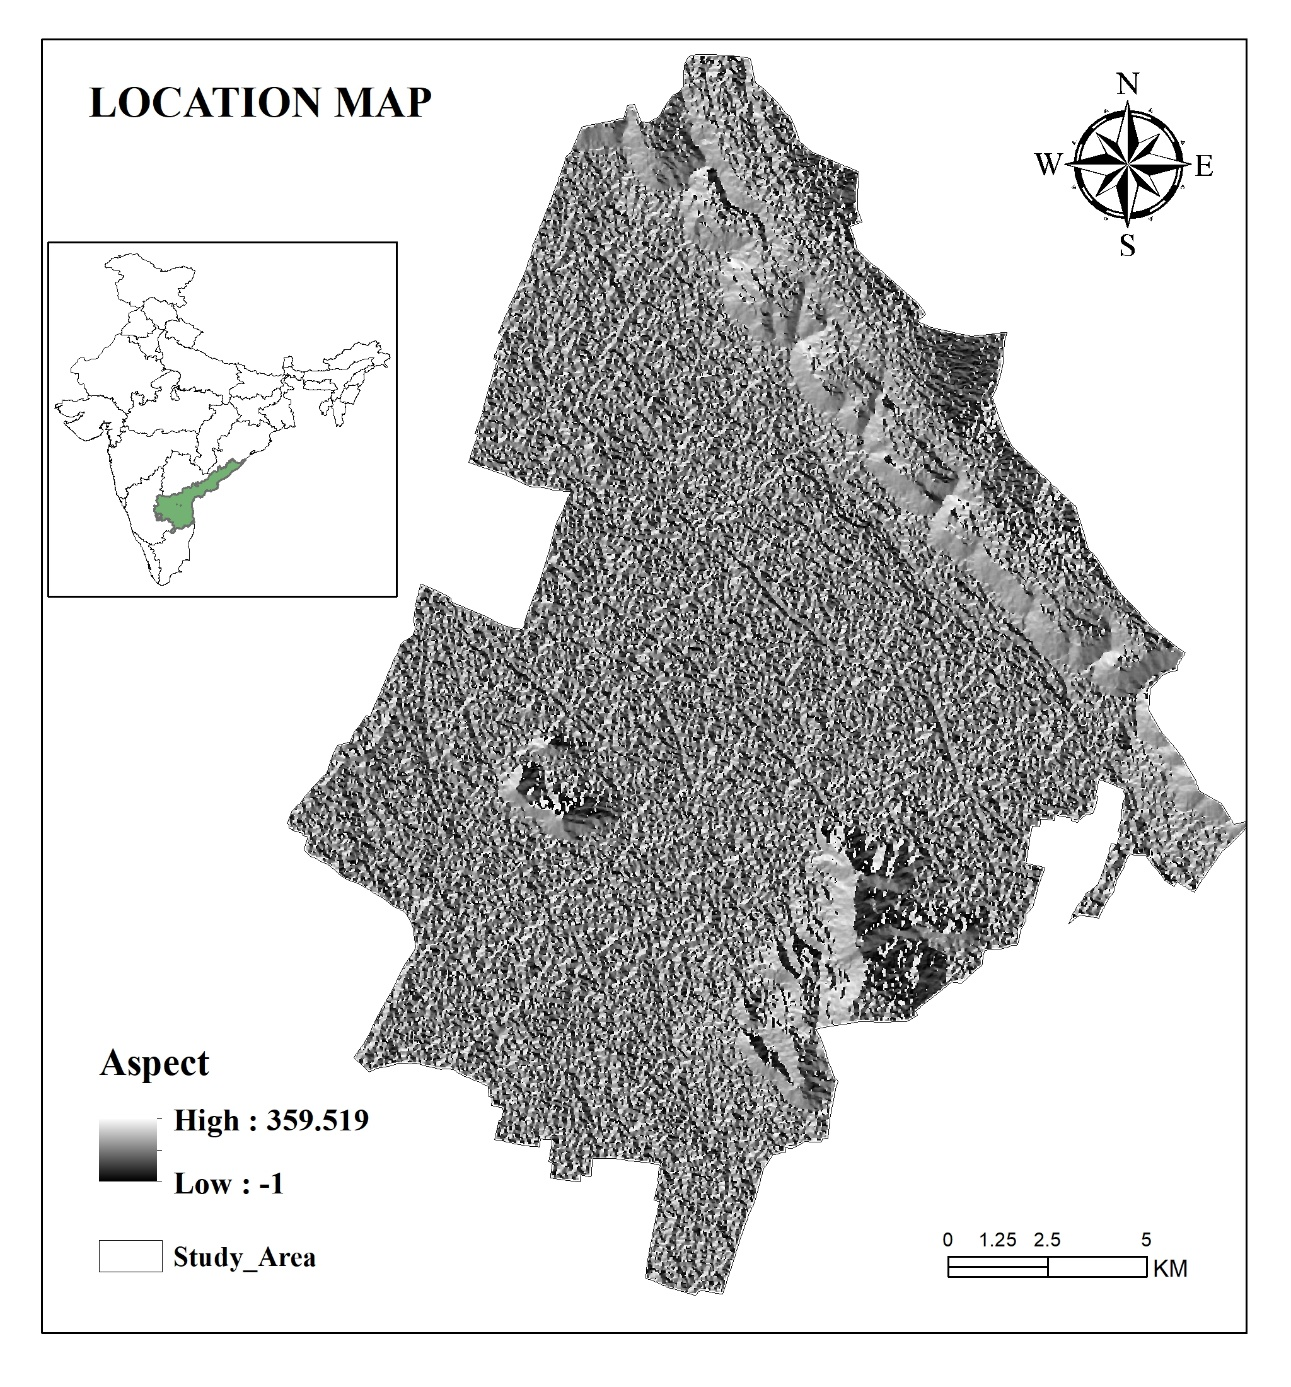 LOCATION MAP
N
W E
S
Aspect
High : 359.519
Low : -1
Study_Area
0 1.25 2.5 5
KM